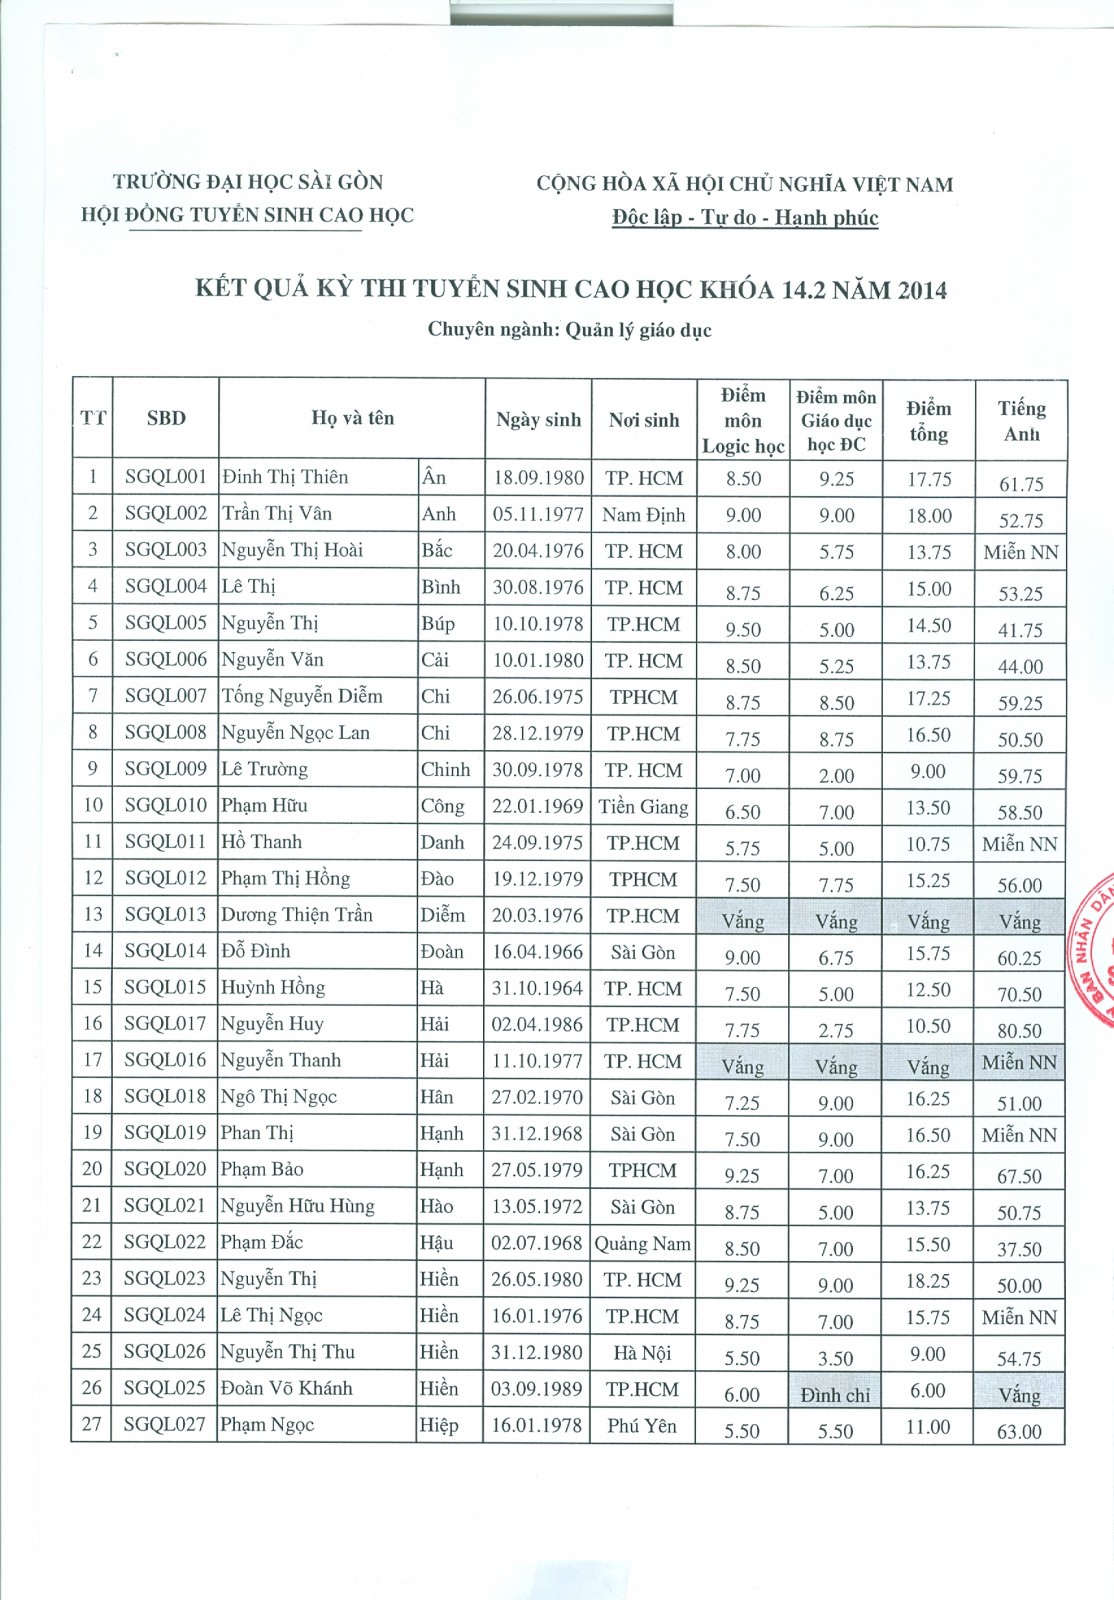 TRƯỜNG ĐẠI HỌC SÀI GÒN
HỘI ĐỒNG TUYỂN SINH CAO HỌC
CỘNG HÒA XÃ HỘI CHỦ NGHĨA VIỆT NAM
Độc lập - Tự do - Hạnh phúc
KẾT QUẢ KỲ THI TUYỂN SINH CAO HỌC KHÓA 14.2 NĂM 2014
Chuyên ngành: Quản lý giáo dục
TT SBD Họ và tên Ngày sinh Nơi sinh Điểm môn Logic học Điểm môn Giáo dục học ĐC Điểm tổng Tiếng Anh
1 SGQL001 Đinh Thị Thiên Ân 18.09.1980 TP. HCM 8.50 9.25 17.75 61.75
2 SGQL002 Trần Thị Vân Anh 05.11.1977 Nam Định 9.00 9.00 18.00 52.75
3 SGQL003 Nguyễn Thị Hoài Bắc 20.04.1976 TP. HCM 8.00 5.75 13.75 Miễn NN
4 SGQL004 Lê Thị Bình 30.08.1976 TP. HCM 8.75 6.25 15.00 53.25
5 SGQL005 Nguyễn Thị Búp 10.10.1978 TP.HCM 9.50 5.00 14.50 41.75
6 SGQL006 Nguyễn Văn Cải 10.01.1980 TP. HCM 8.50 5.25 13.75 44.00
7 SGQL007 Tống Nguyễn Diễm Chi 26.06.1975 TPHCM 8.75 8.50 17.25 59.25
8 SGQL008 Nguyễn Ngọc Lan Chi 28.12.1979 TP.HCM 7.75 8.75 16.50 50.50
9 SGQL009 Lê Trường Chinh 30.09.1978 TP. HCM 7.00 2.00 9.00 59.75
10 SGQL010 Phạm Hữu Công 22.01.1969 Tiền Giang 6.50 7.00 13.50 58.50
11 SGQL011 Hồ Thanh Danh 24.09.1975 TP.HCM 5.75 5.00 10.75 Miễn NN
12 SGQL012 Phạm Thị Hồng Đào 19.12.1979 TPHCM 7.50 7.75 15.25 56.00
13 SGQL013 Dương Thiện Trần Diễm 20.03.1976 TP.HCM Vắng Vắng Vắng Vắng
14 SGQL014 Đỗ Đình Đoàn 16.04.1966 Sài Gòn 9.00 6.75 15.75 60.25
15 SGQL015 Huỳnh Hồng Hà 31.10.1964 TP. HCM 7.50 5.00 12.50 70.50
16 SGQL017 Nguyễn Huy Hải 02.04.1986 TP.HCM 7.75 2.75 10.50 80.50
17 SGQL016 Nguyễn Thanh Hải 11.10.1977 TP. HCM Vắng Vắng Vắng Miễn NN
18 SGQL018 Ngô Thị Ngọc Hân 27.02.1970 Sài Gòn 7.25 9.00 16.25 51.00
19 SGQL019 Phan Thị Hạnh 31.12.1968 Sài Gòn 7.50 9.00 16.50 Miễn NN
20 SGQL020 Phạm Bảo Hạnh 27.05.1979 TPHCM 9.25 7.00 16.25 67.50
21 SGQL021 Nguyễn Hữu Hùng Hào 13.05.1972 Sài Gòn 8.75 5.00 13.75 50.75
22 SGQL022 Phạm Đắc Hậu 02.07.1968 Quảng Nam 8.50 7.00 15.50 37.50
23 SGQL023 Nguyễn Thị Hiền 26.05.1980 TP. HCM 9.25 9.00 18.25 50.00
24 SGQL024 Lê Thị Ngọc Hiền 16.01.1976 TP.HCM 8.75 7.00 15.75 Miễn NN
25 SGQL026 Nguyễn Thị Thu Hiền 31.12.1980 Hà Nội 5.50 3.50 9.00 54.75
26 SGQL025 Đoàn Võ Khánh Hiền 03.09.1989 TP.HCM 6.00 Đình chỉ 6.00 Vắng
27 SGQL027 Phạm Ngọc Hiệp 16.01.1978 Phú Yên 5.50 5.50 11.00 63.00
BAN NHÂN DÂN